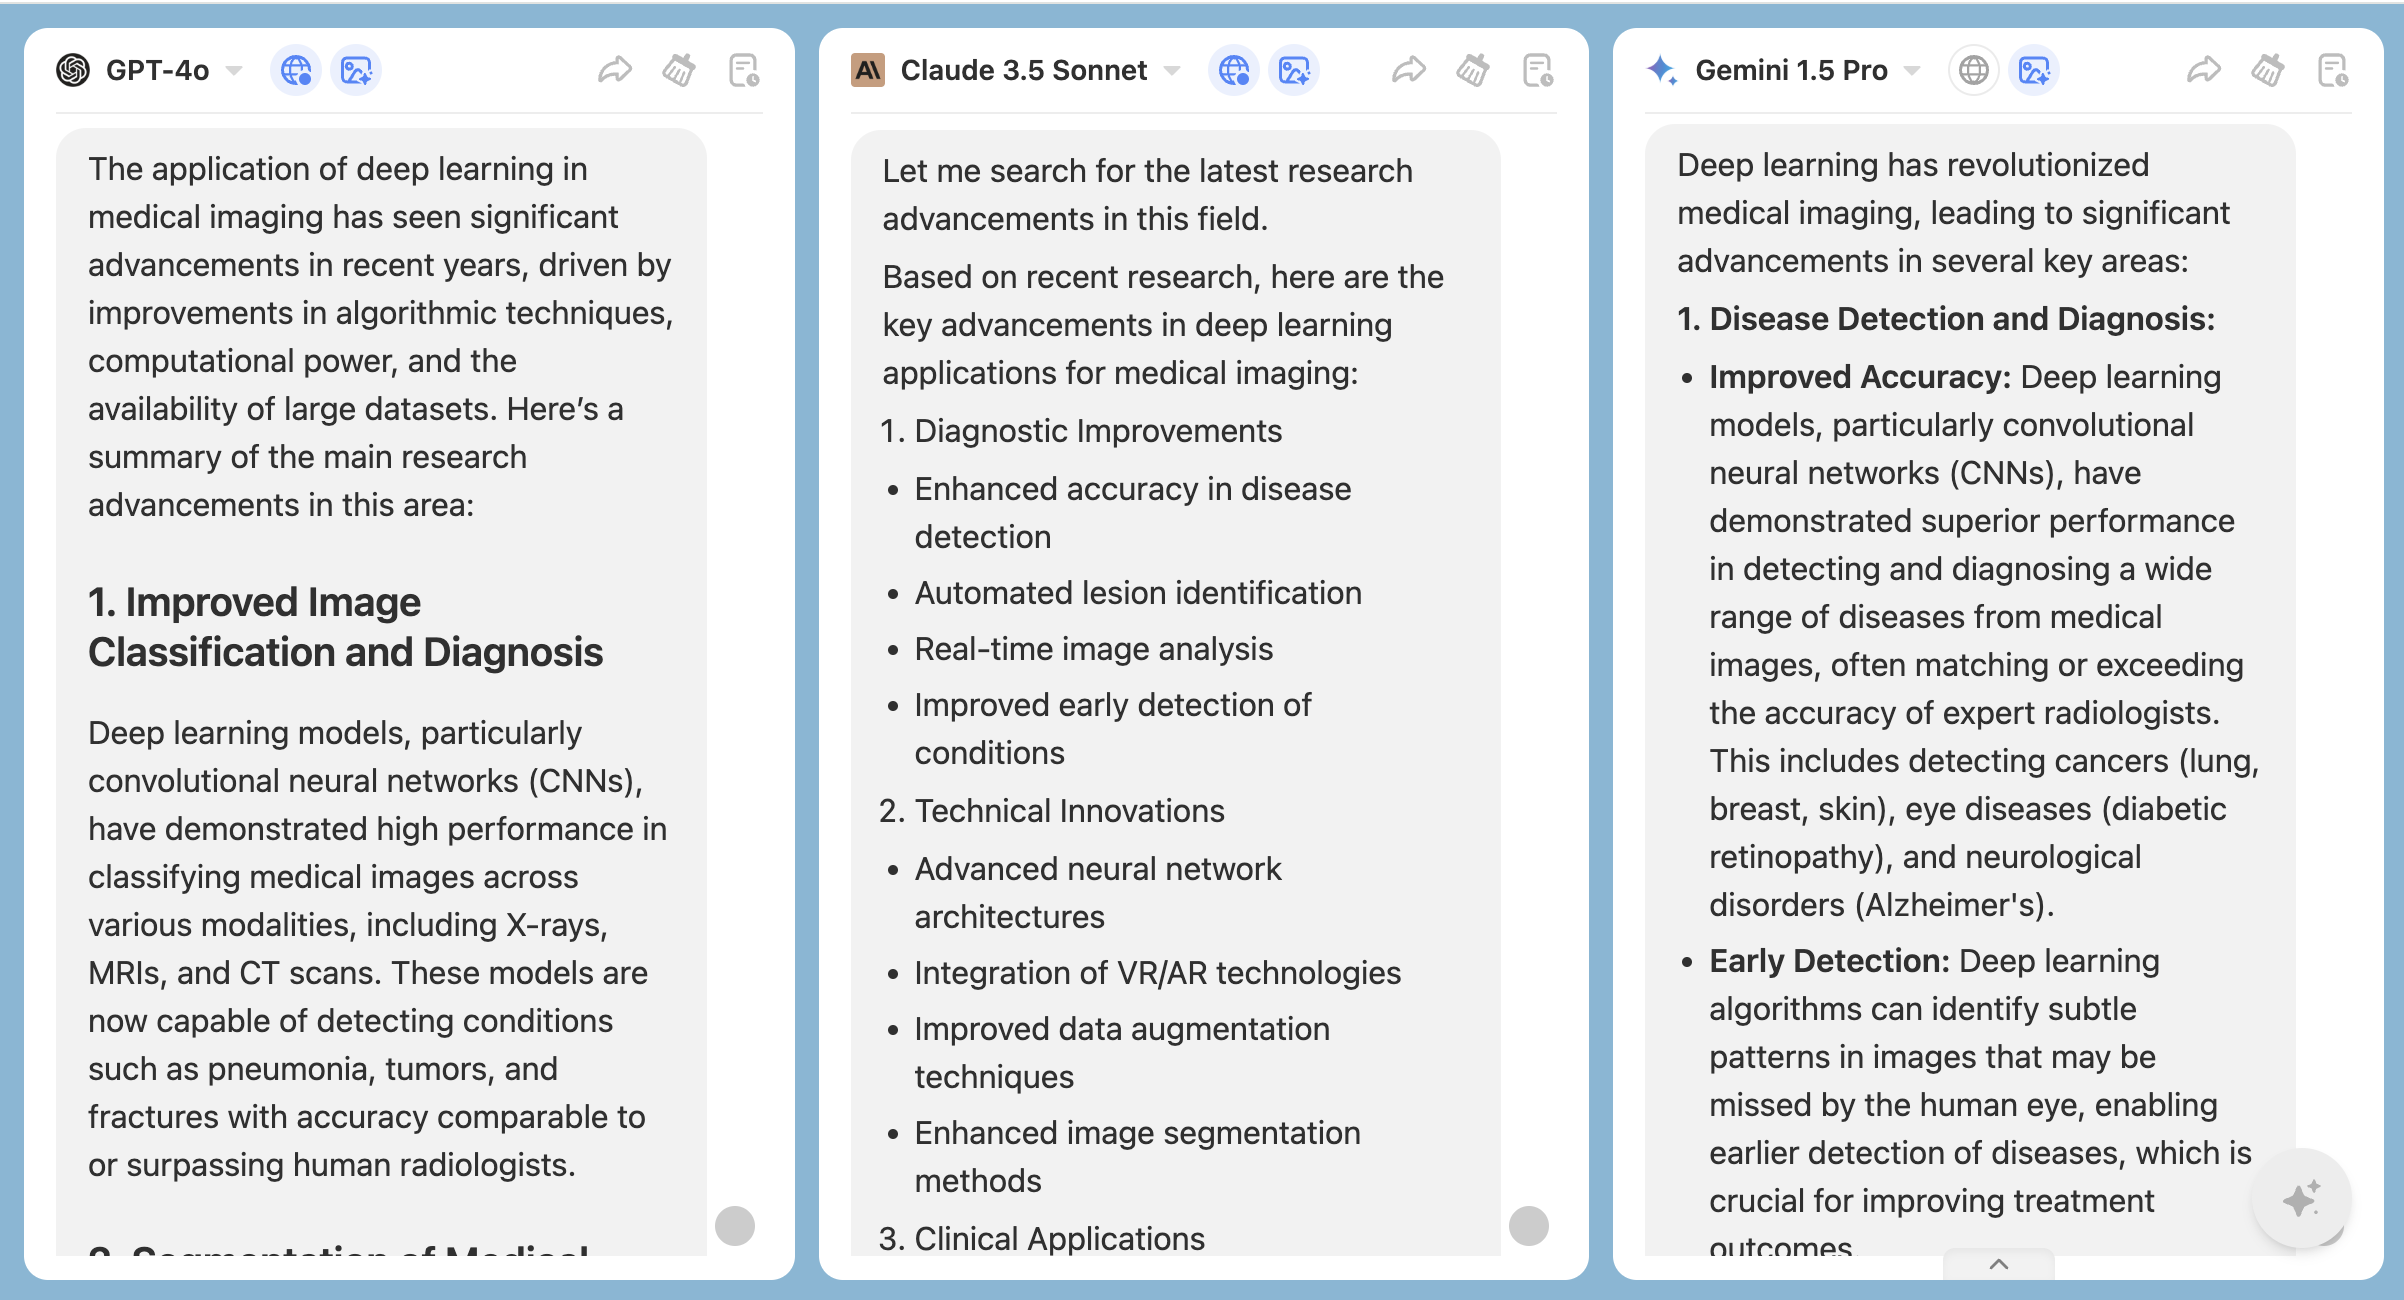 GPT-4o
The application of deep learning in
medical imaging has seen significant
advancements in recent years, driven by
improvements in algorithmic techniques,
computational power, and the
availability of large datasets. Here’s a
summary of the main research
advancements in this area:
1. Improved Image
Classification and Diagnosis
Deep learning models, particularly
convolutional neural networks (CNNs),
have demonstrated high performance in
classifying medical images across
various modalities, including X-rays,
MRIs, and CT scans. These models are
now capable of detecting conditions
such as pneumonia, tumors, and
fractures with accuracy comparable to
or surpassing human radiologists.
2. Segmentation of Medical
Claude 3.5 Sonnet
Let me search for the latest research
advancements in this field.
Based on recent research, here are the
key advancements in deep learning
applications for medical imaging:
1. Diagnostic Improvements
• Enhanced accuracy in disease
detection
• Automated lesion identification
• Real-time image analysis
• Improved early detection of
conditions
2. Technical Innovations
• Advanced neural network
architectures
• Integration of VR/AR technologies
• Improved data augmentation
techniques
• Enhanced image segmentation
methods
3. Clinical Applications
Gemini 1.5 Pro
Deep learning has revolutionized
medical imaging, leading to significant
advancements in several key areas:
1. Disease Detection and Diagnosis:
• Improved Accuracy: Deep learning
models, particularly convolutional
neural networks (CNNs), have
demonstrated superior performance
in detecting and diagnosing a wide
range of diseases from medical
images, often matching or exceeding
the accuracy of expert radiologists.
This includes detecting cancers (lung,
breast, skin), eye diseases (diabetic
retinopathy), and neurological
disorders (Alzheimer's).
• Early Detection: Deep learning
algorithms can identify subtle
patterns in images that may be
missed by the human eye, enabling
earlier detection of diseases, which is
crucial for improving treatment
outcomes.